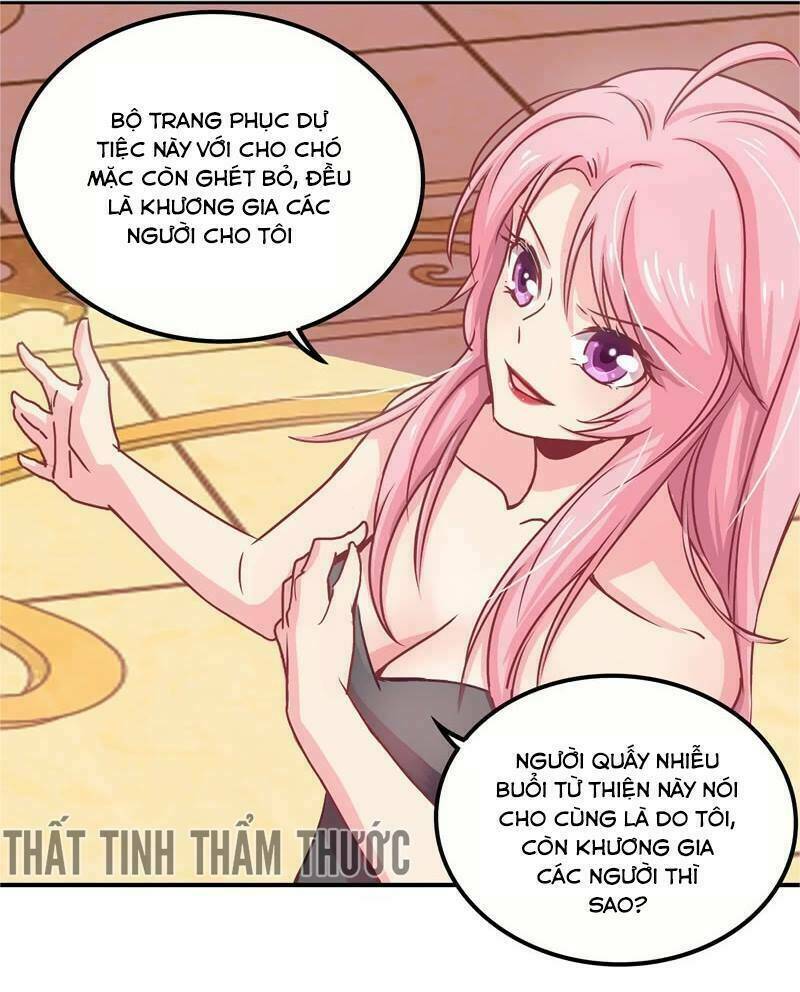 BỘ TRANG PHỤC DỰ
TIỆC NÀY VỚI CHO CHÓ
MẶC CÒN GHÉT BỎ, ĐỀU
LÀ KHƯƠNG GIA CÁC
NGƯỜI CHO TÔI
NGƯỜI QUẤY NHIỄU
BUỔI TỪ THIỆN NÀY NÓI
CHO CÙNG LÀ DO TÔI,
CÒN KHƯƠNG GIA
CÁC NGƯỜI THÌ
SAO?
THẤT TINH THẨM THƯỚC